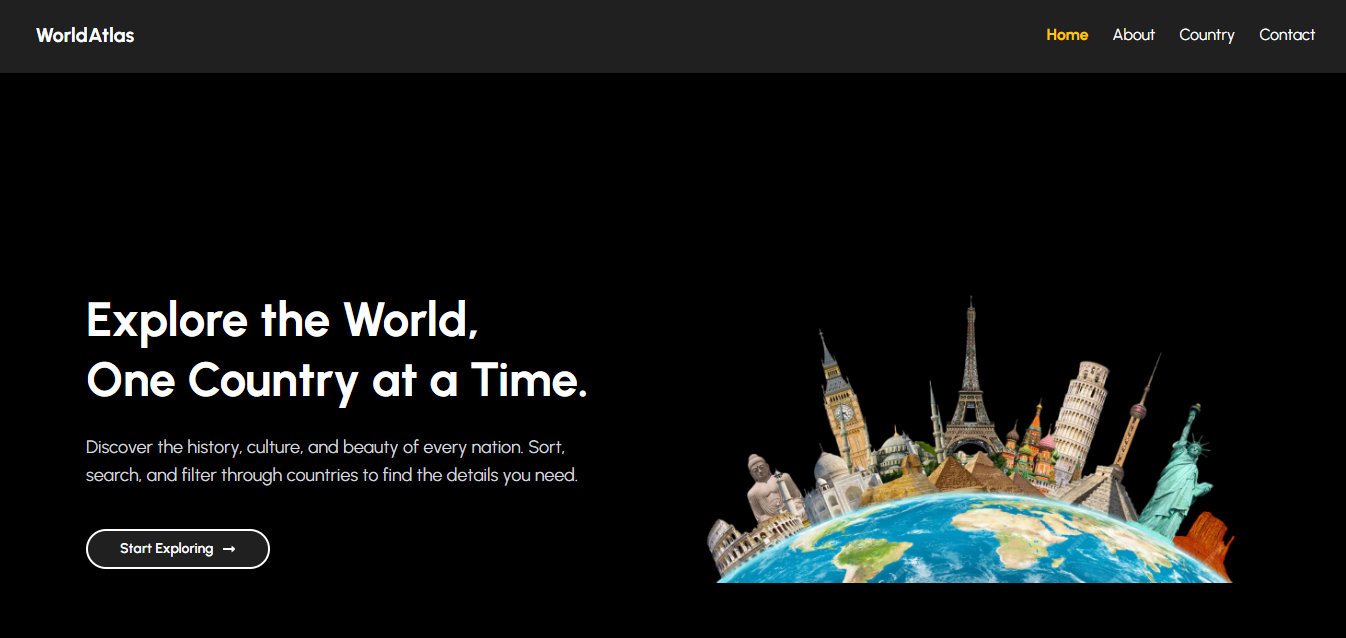 WorldAtlas
Home
About
Country
Contact
Explore the World,
One Country at a Time.
Discover the history, culture, and beauty of every nation. Sort,
search, and filter through countries to find the details you need.
Start Exploring →